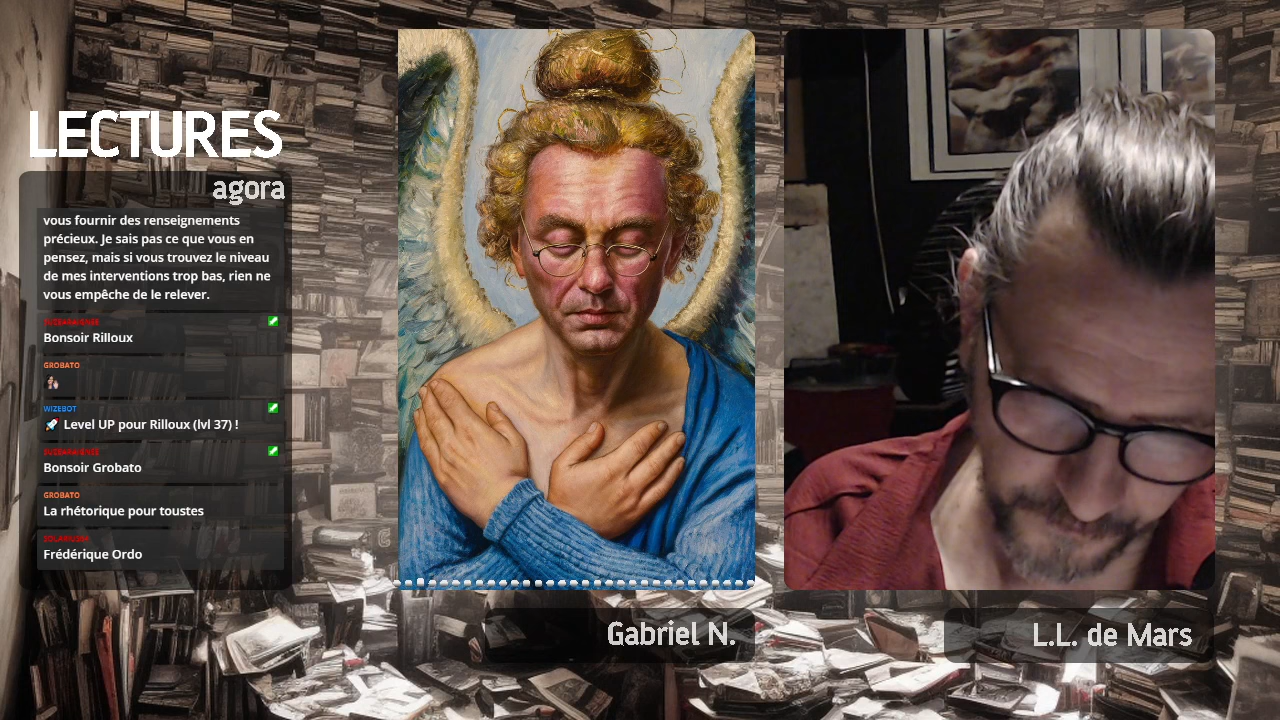 LECTURES
agora
vous fournir des renseignements
précieux. Je sais pas ce que vous en
pensez, mais si vous trouvez le niveau
de mes interventions trop bas, rien ne
vous empêche de le relever.
Bonsoir Rilloux
GROBATO
WIZEBOT
Level UP pour Rilloux (lvl 37) !
Bonsoir Grobato
GROBATO
La rhétorique pour toustes
Frédérique Ordo
Gabriel N.
L.L. de Mars